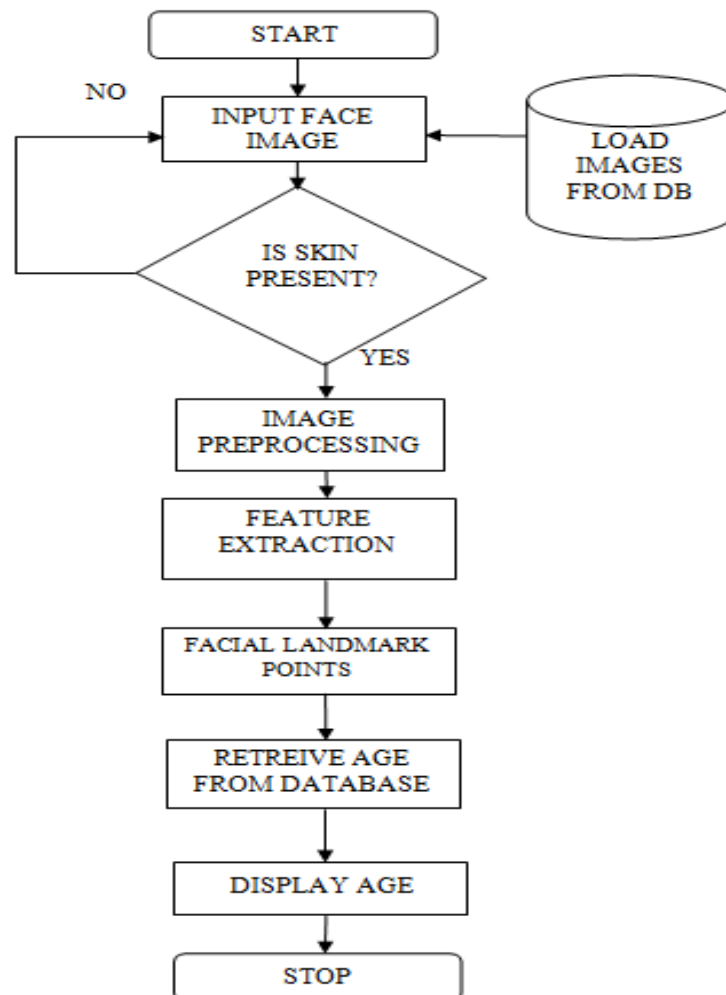 START
NO
INPUT FACE
IMAGE
LOAD
IMAGES
FROM DB
IS SKIN
PRESENT?
YES
IMAGE
PREPROCESSING
FEATURE
EXTRACTION
FACIAL LANDMARK
POINTS
RETREIVE AGE
FROM DATABASE
DISPLAY AGE
STOP